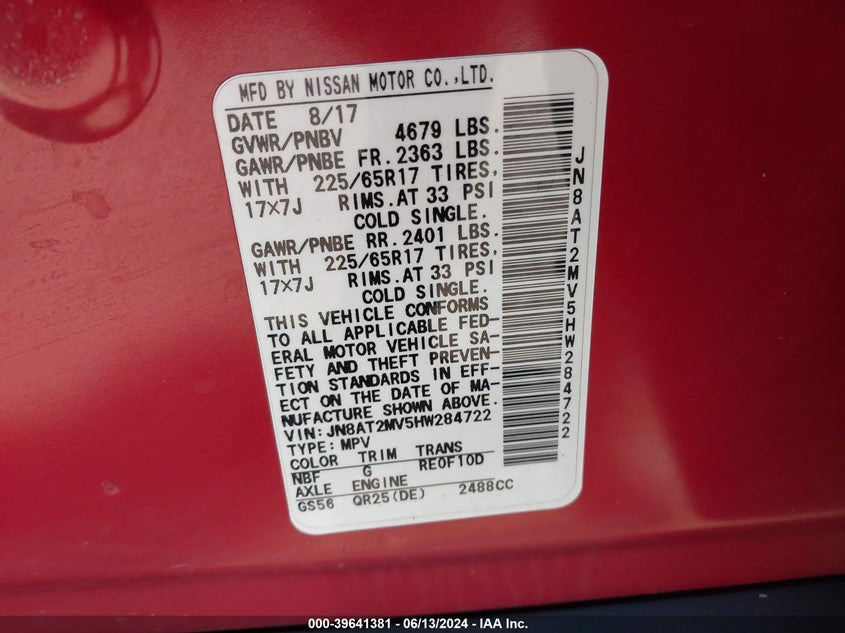 MFD BY NISSAN MOTOR CO.,LTD.
DATE 8/17
GVWR/PNBV 4679 LBS.
GAWR/PNBE FR. 2363 LBS.
WITH 225/65R17 TIRES,
17×7J RIMS.AT 33 PSI
COLD SINGLE.
GAWR/PNBE RR. 2401 LBS.
WITH 225/65R17 TIRES,
17×7J RIMS.AT 33 PSI
COLD SINGLE.
THIS VEHICLE CONFORMS
TO ALL APPLICABLE FED-
ERAL MOTOR VEHICLE SA-
FETY AND THEFT PREVEN-
TION STANDARDS IN EFF-
ECT ON THE DATE OF MA-
NUFACTURE SHOWN ABOVE.
VIN:JN8AT2MV5HW284722
TYPE:MPV
COLOR TRIM TRANS
NBF G RE0F10D
AXLE ENGINE
GS56 QR25(DE) 2488CC
JN8AT2MV5HW284722
000-39641381 - 06/13/2024 - IAA Inc.